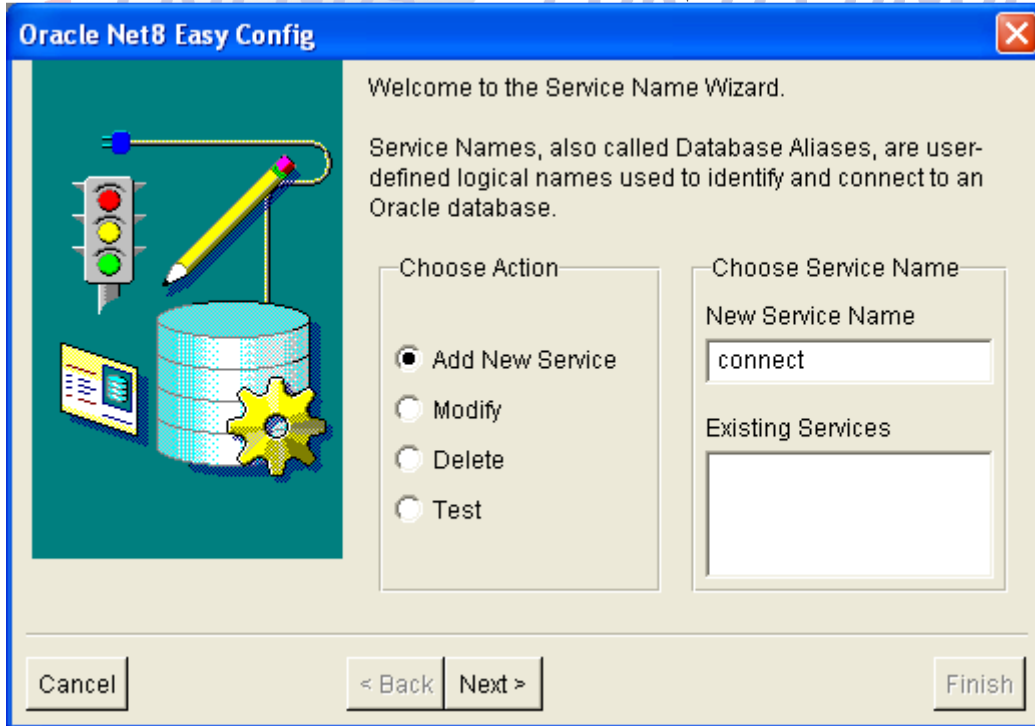 Oracle Net8 Easy Config
Welcome to the Service Name Wizard.
Service Names, also called Database Aliases, are user-
defined logical names used to identify and connect to an
Oracle database.
Choose Action
Add New Service
Modify
Delete
Test
Choose Service Name
New Service Name
connect
Existing Services
Cancel
< Back
Next >
Finish